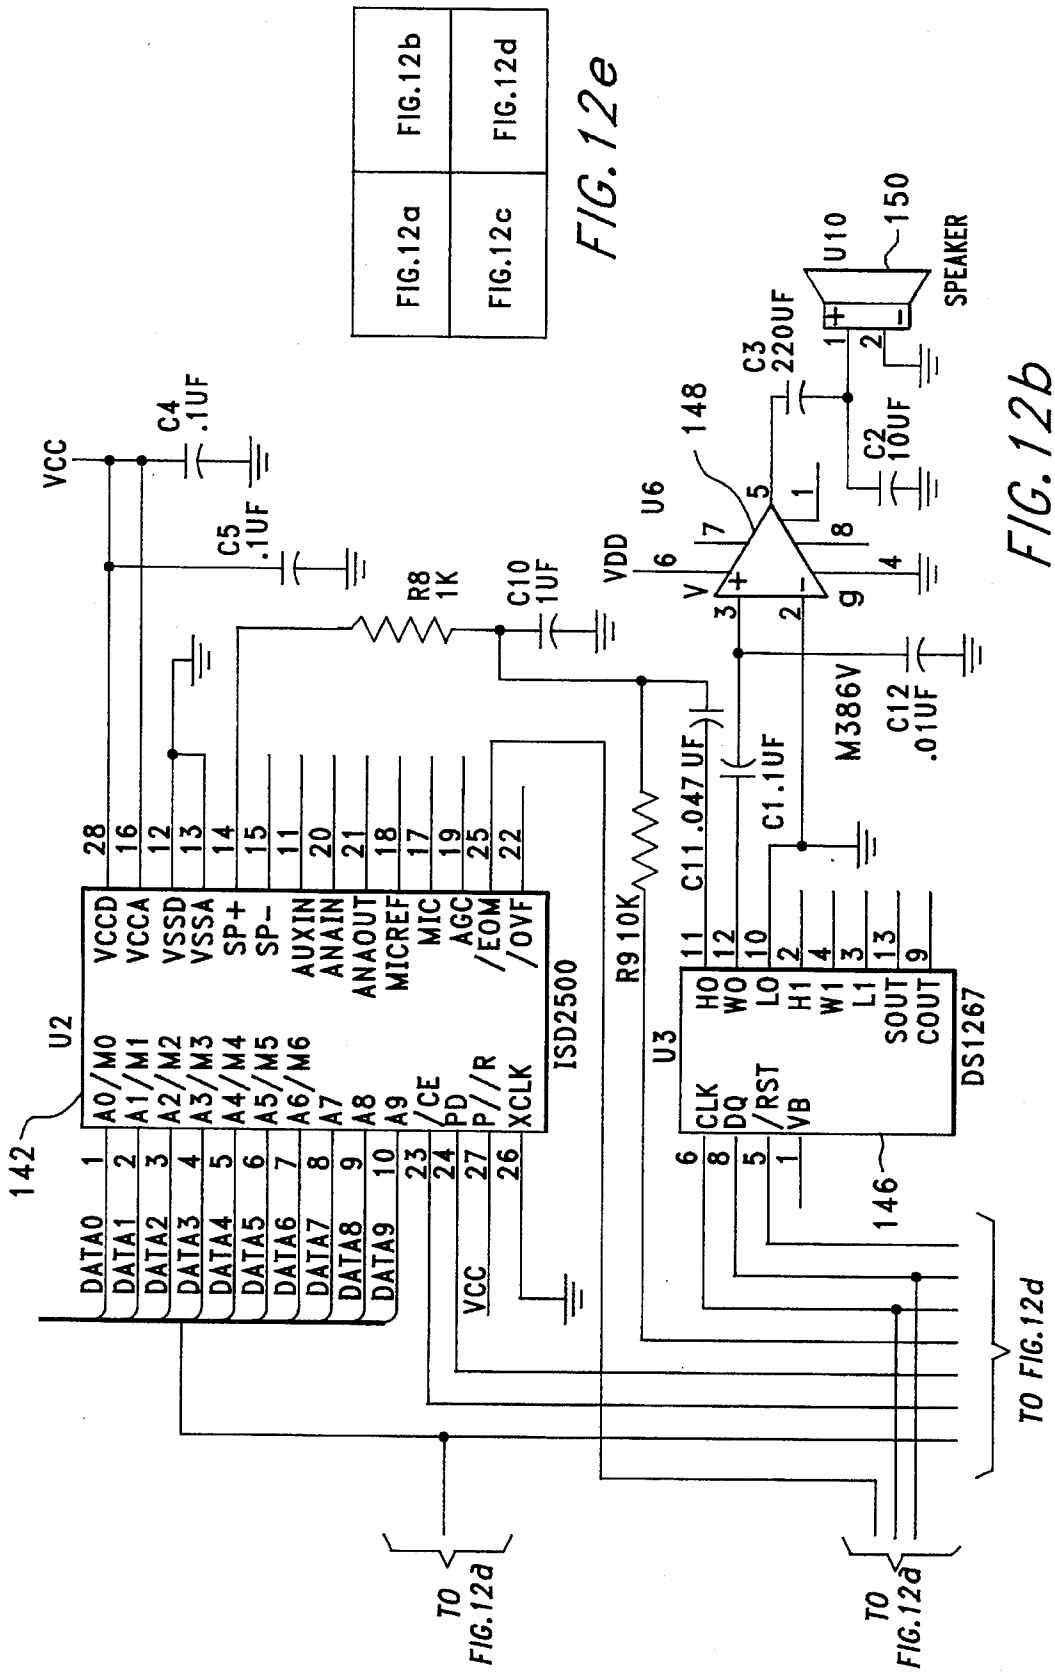 142
U2
DATA0 1 A0/M0 VCCD 28
DATA1 2 A1/M1 VCCA 16
DATA2 3 A2/M2 VSSD 12
DATA3 4 A3/M3 VSSA 13
DATA4 5 A4/M4 SP+ 14
DATA5 6 A5/M5 SP- 15
DATA6 7 A6/M6 AUXIN 11
DATA7 8 A7 ANAIN 20
DATA8 9 A8 ANAOUT 21
DATA9 10 A9 MICREF 18
23 /CE MIC 17
24 PD AGC 19
VCC 27 P//R /EOM 25
26 XCLK /OVF 22
ISD2500
VCC
C4
.1UF
C5
.1UF
R8
1K
C10
1UF
R9 10K
TO
FIG.12a
U3
6 CLK HO 11
8 DQ WO 12
5 /RST LO 10
1 VB H1 2
W1 4
L1 3
SOUT 13
COUT 9
DS1267
146
C11 .047 UF
C1 .1UF
M386V
C12
.01UF
VDD
U6
148
V
6
7
3 +
2 -
g
5
1
8
4
C3
220UF
C2
10UF
U10
1 +
2 -
150
SPEAKER
TO
FIG.12a
TO FIG.12d
FIG.12b
FIG.12a FIG.12b
FIG.12c FIG.12d
FIG.12e